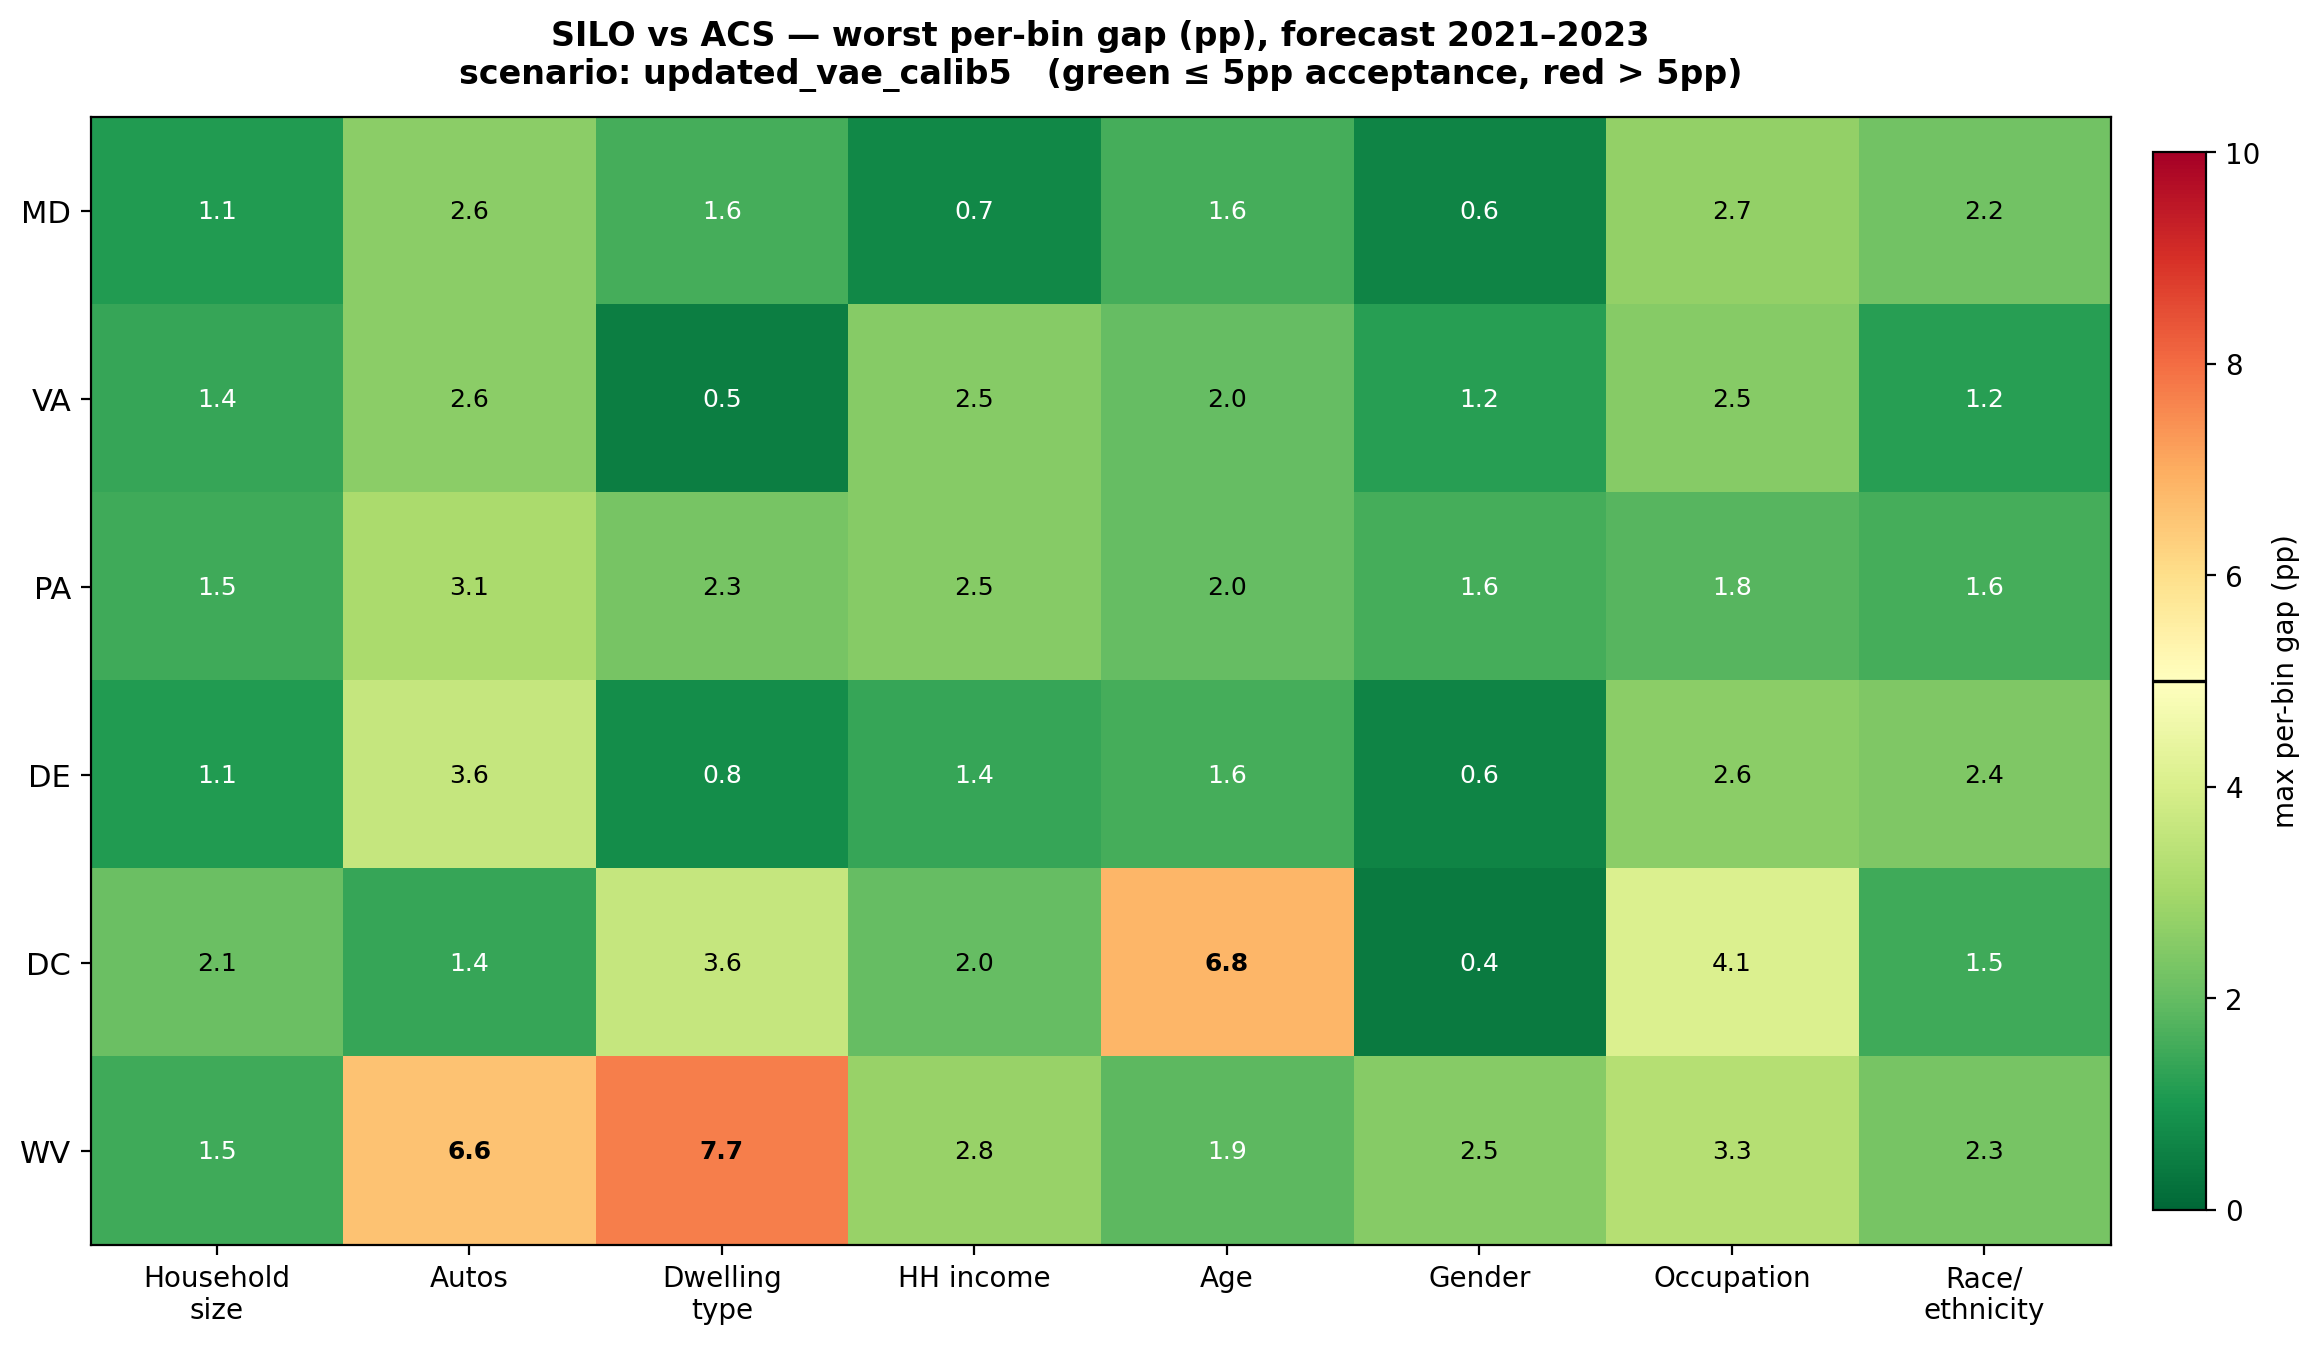 SILO vs ACS — worst per-bin gap (pp), forecast 2021–2023
scenario: updated_vae_calib5   (green ≤ 5pp acceptance, red > 5pp)
MD 1.1 2.6 1.6 0.7 1.6 0.6 2.7 2.2
VA 1.4 2.6 0.5 2.5 2.0 1.2 2.5 1.2
PA 1.5 3.1 2.3 2.5 2.0 1.6 1.8 1.6
DE 1.1 3.6 0.8 1.4 1.6 0.6 2.6 2.4
DC 2.1 1.4 3.6 2.0 6.8 0.4 4.1 1.5
WV 1.5 6.6 7.7 2.8 1.9 2.5 3.3 2.3
Household size
Autos
Dwelling type
HH income
Age
Gender
Occupation
Race/
ethnicity
10
8
6
4
2
0
max per-bin gap (pp)